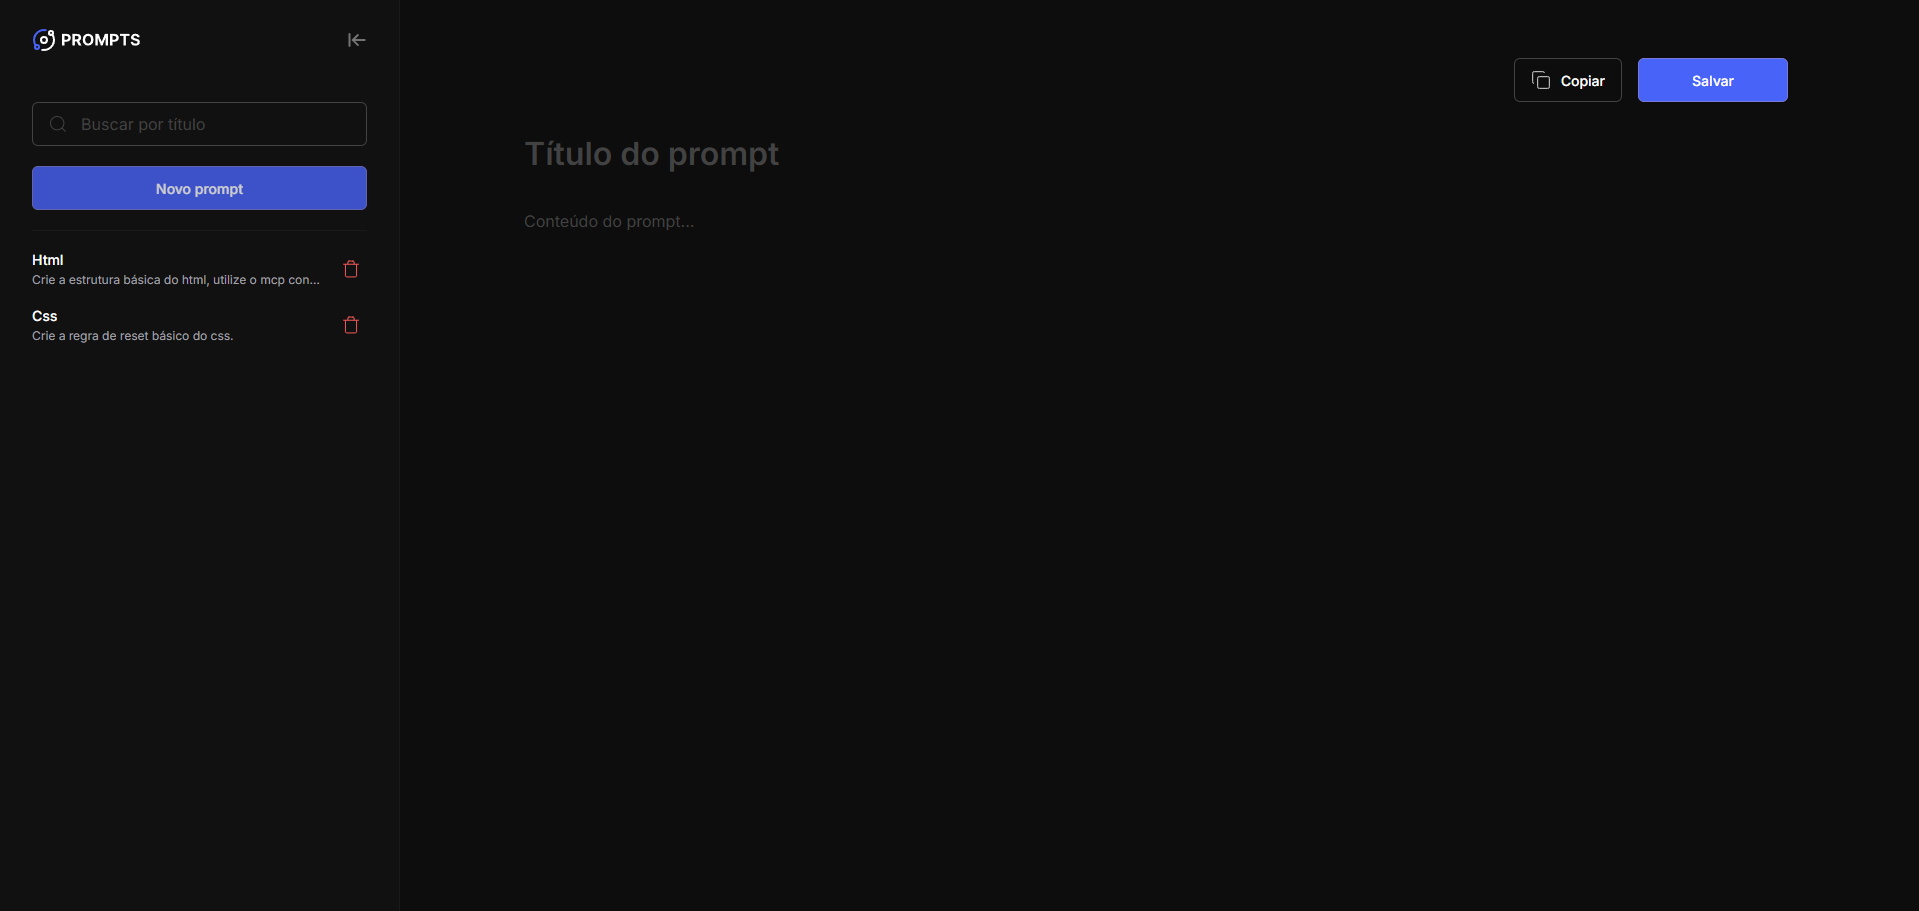 PROMPTS
Buscar por título
Novo prompt
Html
Crie a estrutura básica do html, utilize o mcp con...
Css
Crie a regra de reset básico do css.
Copiar
Salvar
Título do prompt
Conteúdo do prompt...